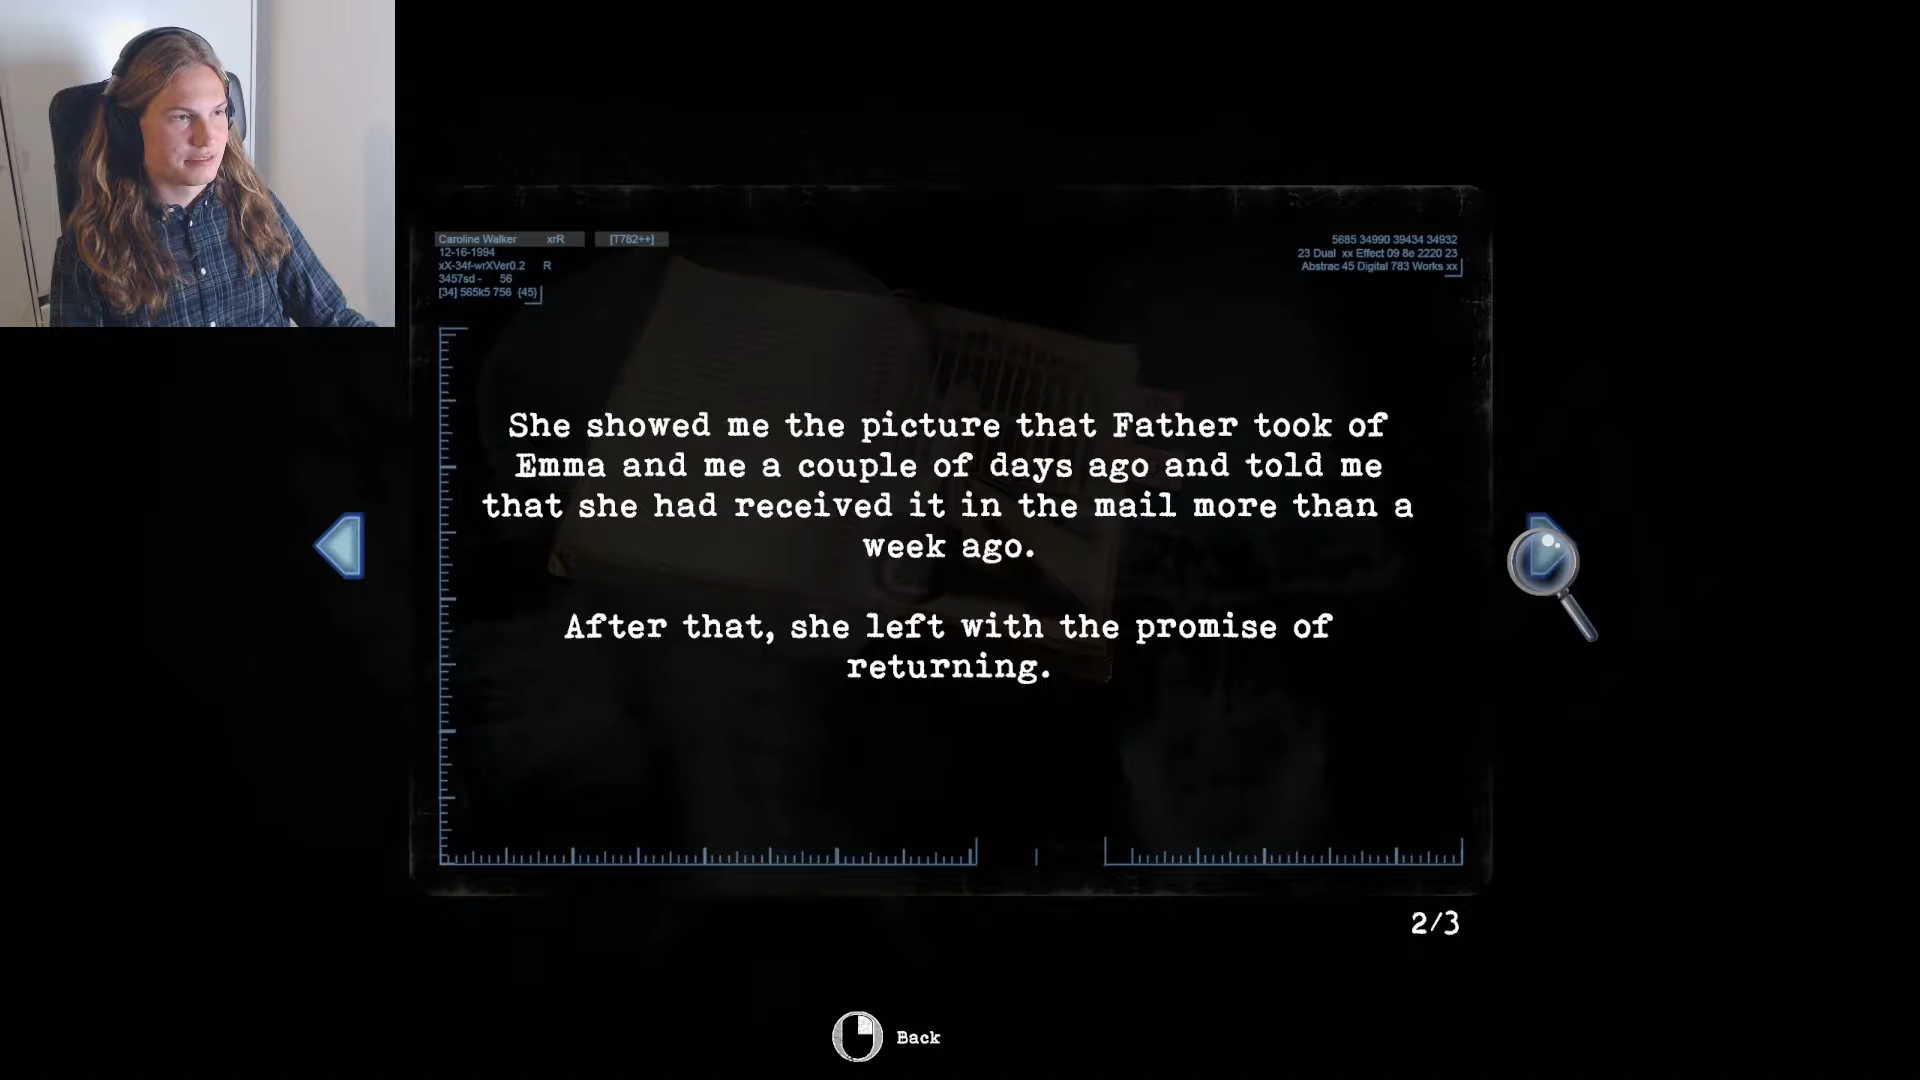 Caroline Walker xrR [T782++]
12-16-1994
xX-34f-wrXVer0.2 R
3457sd - 56
[34] 565k5 756 {45}
5685 34990 39434 34932
23 Dual xx Effect 09 8e 2220 23
Abstrac 45 Digital 783 Works xx
She showed me the picture that Father took of
Emma and me a couple of days ago and told me
that she had received it in the mail more than a
week ago.
After that, she left with the promise of
returning.
2/3
Back